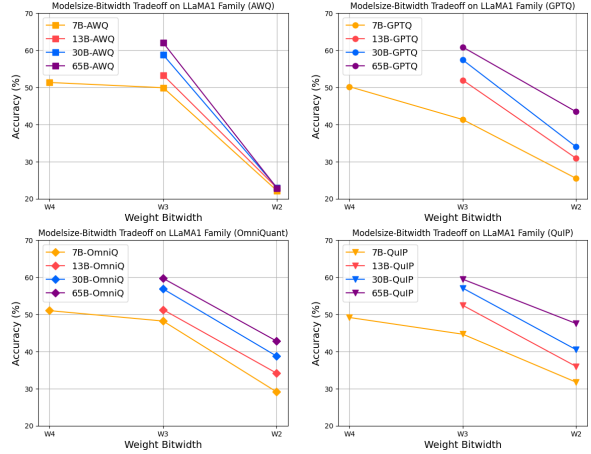 Modelsize-Bitwidth Tradeoff on LLaMA1 Family (AWQ)
70
60
50
40
30
20
Accuracy (%)
7B-AWQ
13B-AWQ
30B-AWQ
65B-AWQ
W4
W3
W2
Weight Bitwidth
Modelsize-Bitwidth Tradeoff on LLaMA1 Family (GPTQ)
70
60
50
40
30
20
Accuracy (%)
7B-GPTQ
13B-GPTQ
30B-GPTQ
65B-GPTQ
W4
W3
W2
Weight Bitwidth
Modelsize-Bitwidth Tradeoff on LLaMA1 Family (OmniQuant)
70
60
50
40
30
20
Accuracy (%)
7B-OmniQ
13B-OmniQ
30B-OmniQ
65B-OmniQ
W4
W3
W2
Weight Bitwidth
Modelsize-Bitwidth Tradeoff on LLaMA1 Family (QuIP)
70
60
50
40
30
20
Accuracy (%)
7B-QuIP
13B-QuIP
30B-QuIP
65B-QuIP
W4
W3
W2
Weight Bitwidth